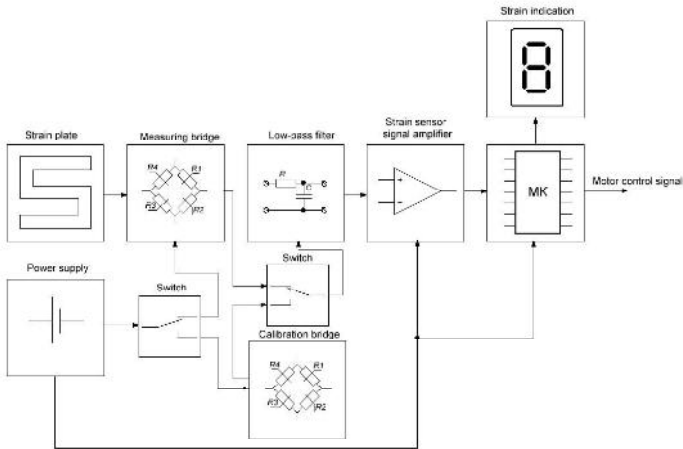 Strain indication
8
Strain plate
Measuring bridge
Low-pass filter
Strain sensor
signal amplifier
R4
R1
R3
R2
R
C
MK
Motor control signal
Power supply
Switch
Switch
Calibration bridge
R4
R1
R3
R2